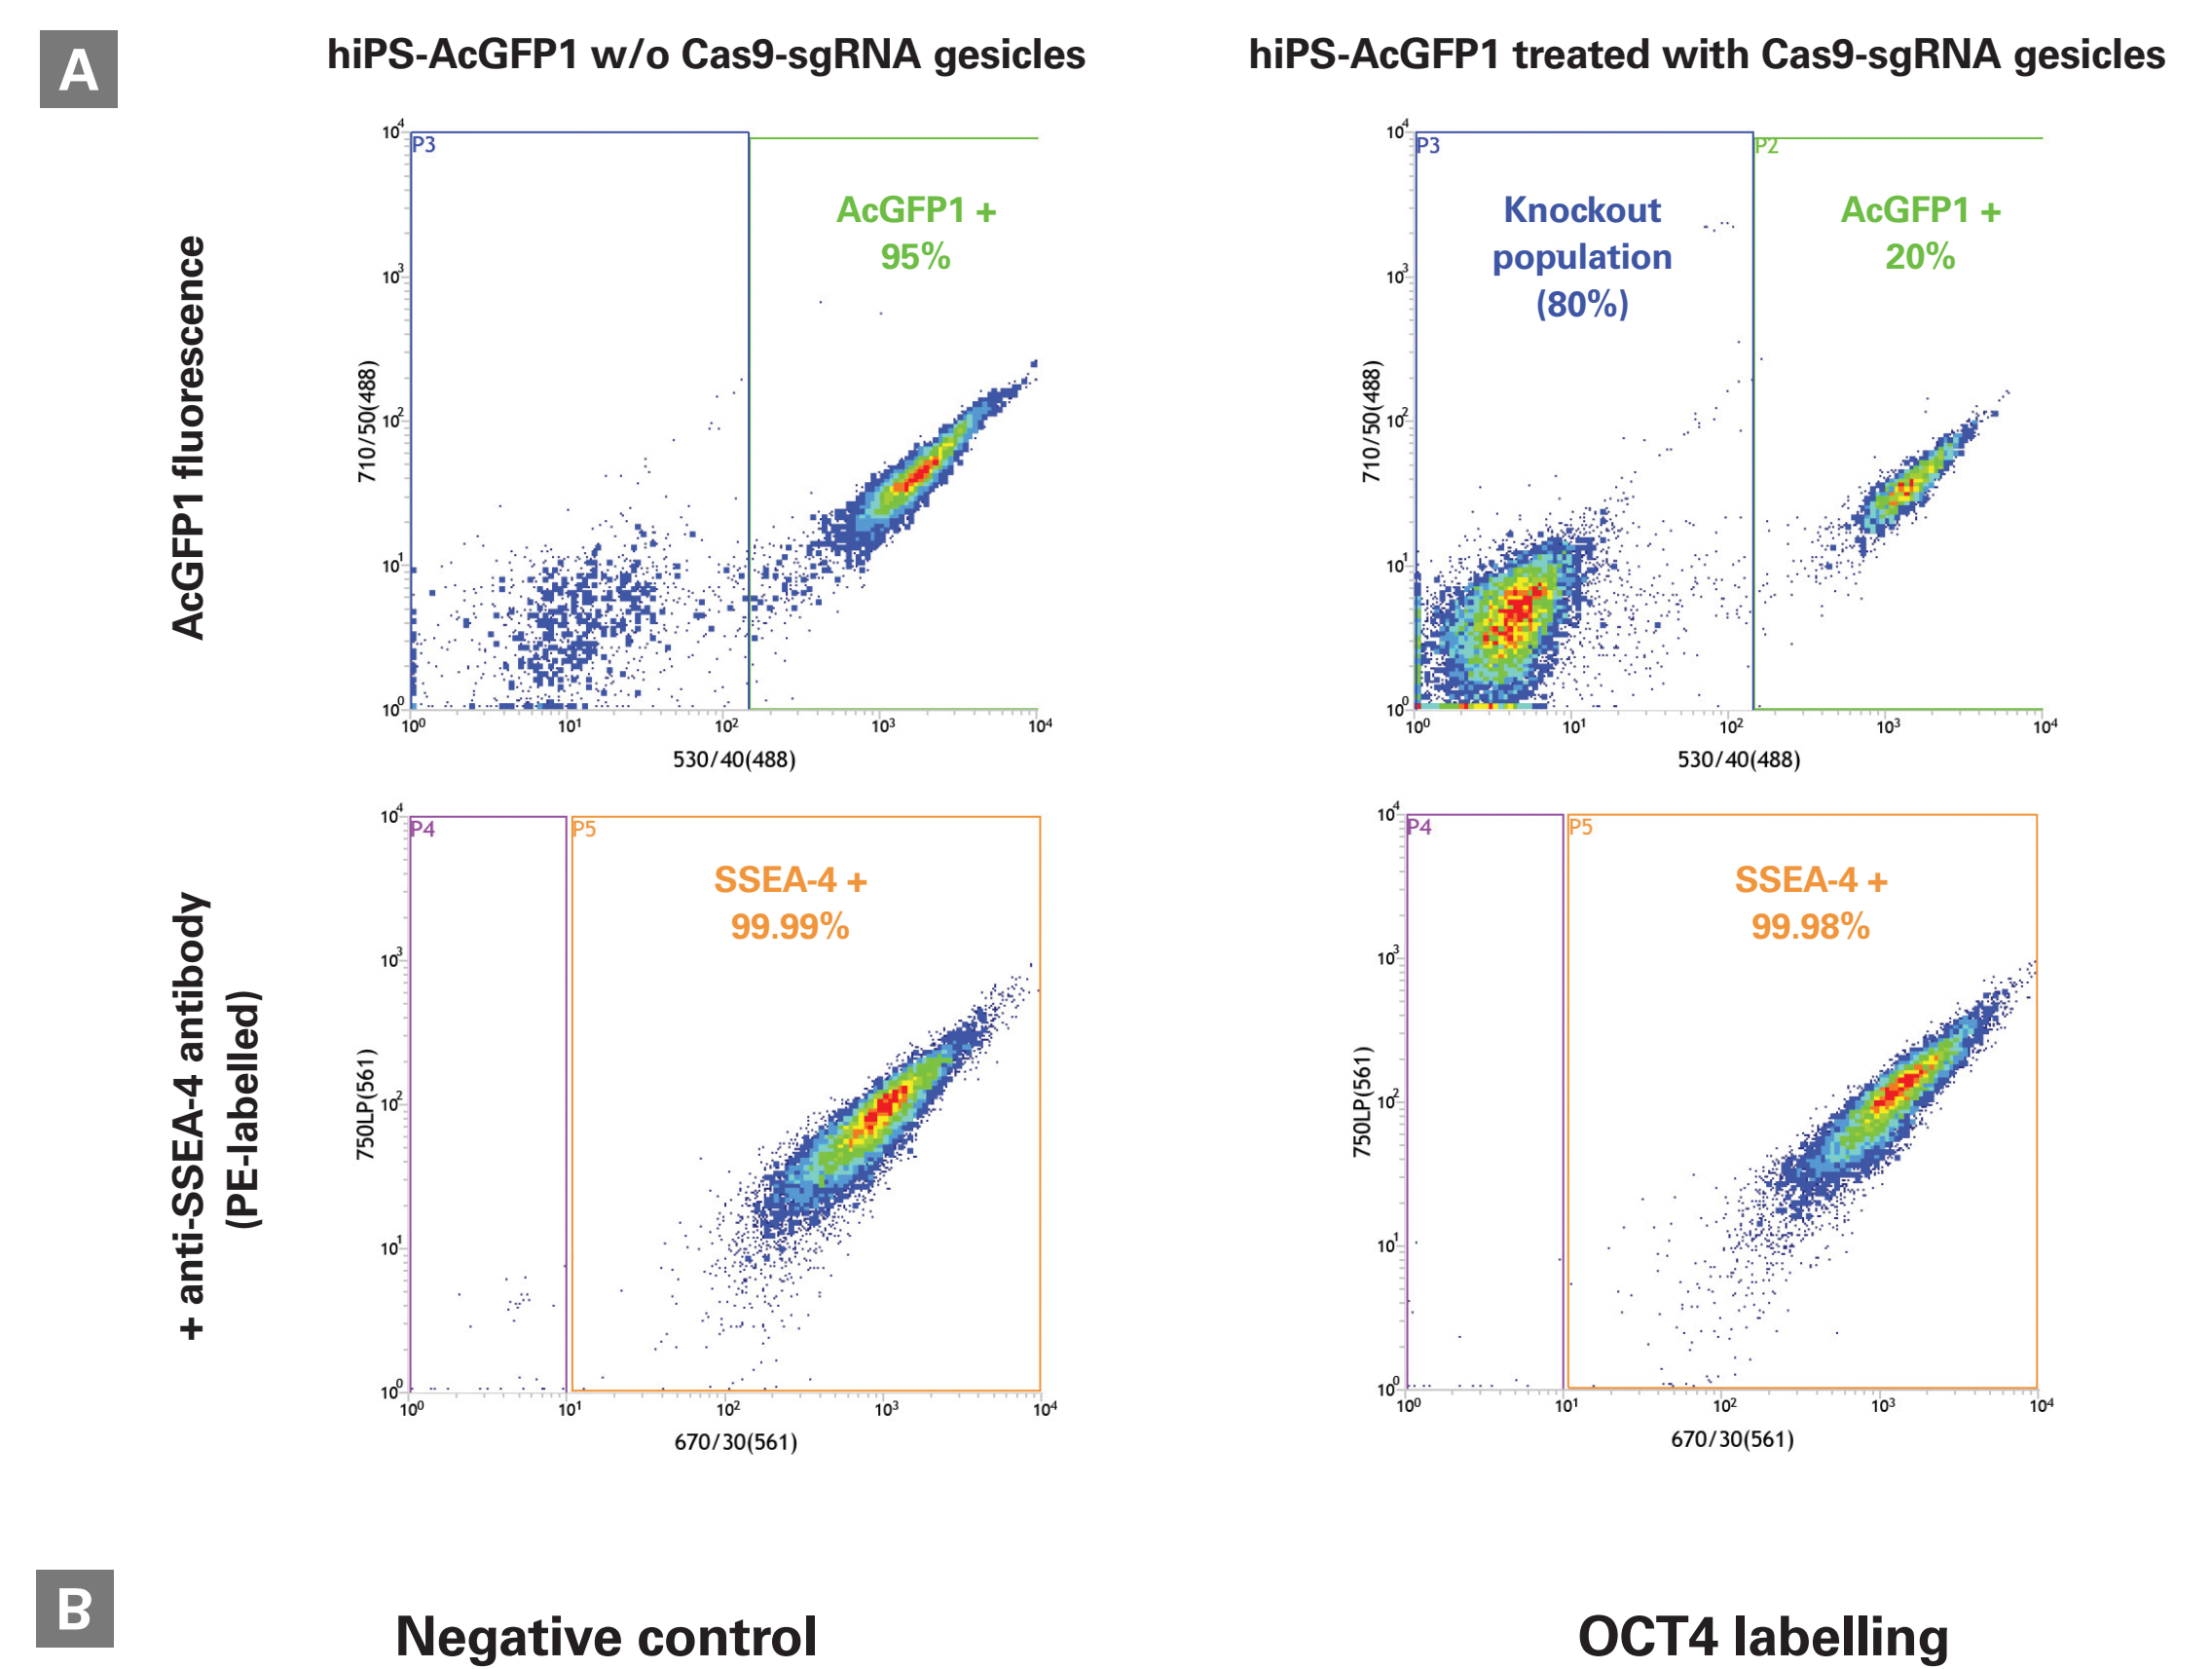 A
hiPS-AcGFP1 w/o Cas9-sgRNA gesicles
hiPS-AcGFP1 treated with Cas9-sgRNA gesicles
AcGFP1 fluorescence
710/50(488)
10⁴
10³
10²
10¹
10⁰
P3
AcGFP1 +
95%
10⁰ 10¹ 10² 10³ 10⁴
530/40(488)
710/50(488)
10⁴
10³
10²
10¹
10⁰
P3
Knockout
population
(80%)
P2
AcGFP1 +
20%
10⁰ 10¹ 10² 10³ 10⁴
530/40(488)
+ anti-SSEA-4 antibody
(PE-labelled)
750LP(561)
10⁴
10³
10²
10¹
10⁰
P4
P5
SSEA-4 +
99.99%
10⁰ 10¹ 10² 10³ 10⁴
670/30(561)
750LP(561)
10⁴
10³
10²
10¹
10⁰
P4
P5
SSEA-4 +
99.98%
10⁰ 10¹ 10² 10³ 10⁴
670/30(561)
B
Negative control
OCT4 labelling